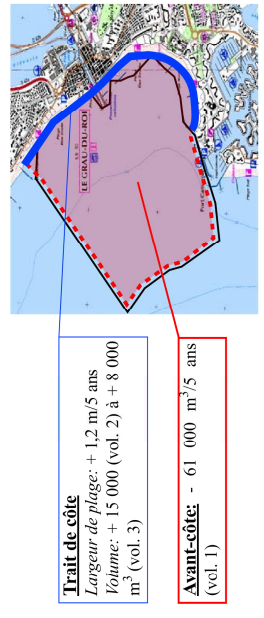 LE GRAU-DU-ROI
Trait de côte
Largeur de plage: + 1,2 m/5 ans
Volume: + 15 000 (vol. 2) à + 8 000
m³ (vol. 3)
Avant-côte: - 61 000 m³/5 ans
(vol. 1)